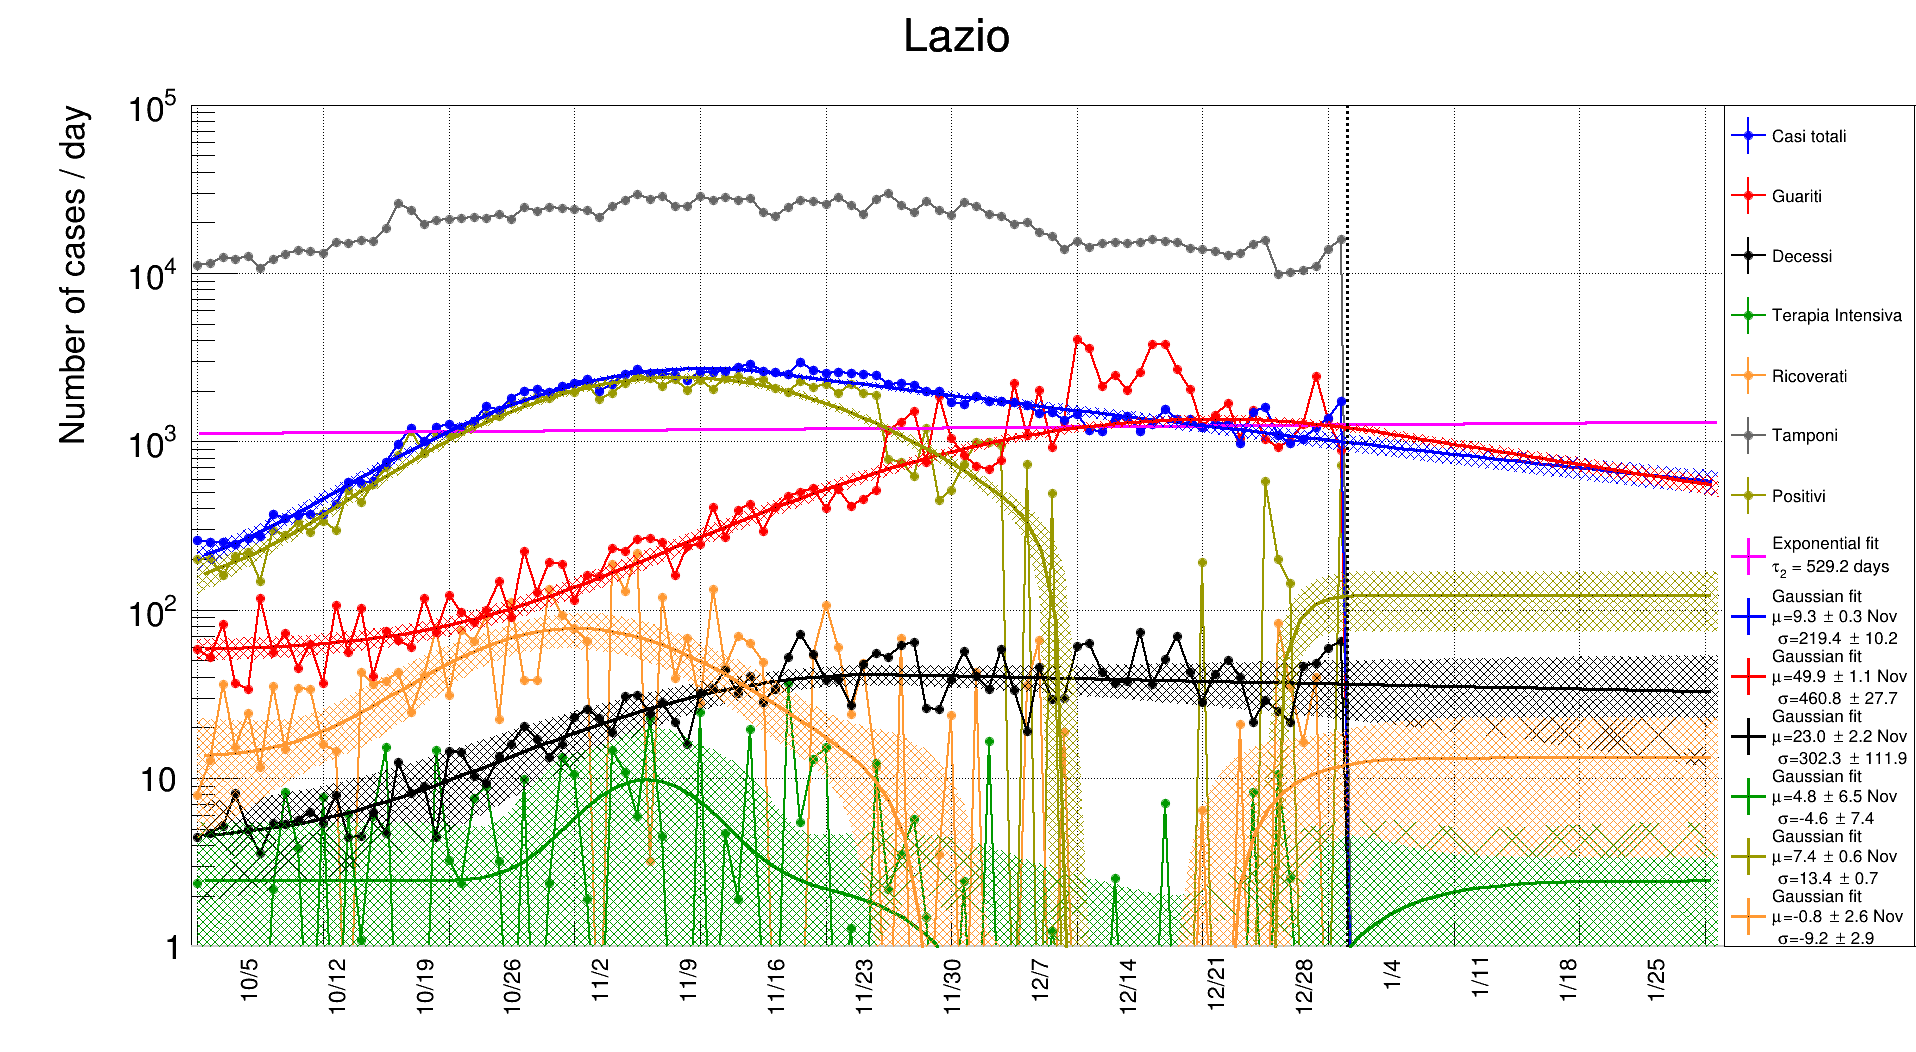 Lazio
Number of cases / day
10^5
10^4
10^3
10^2
10
1
10/5
10/12
10/19
10/26
11/2
11/9
11/16
11/23
11/30
12/7
12/14
12/21
12/28
1/4
1/11
1/18
1/25
Casi totali
Guariti
Decessi
Terapia Intensiva
Ricoverati
Tamponi
Positivi
Exponential fit
τ₂ = 529.2 days
Gaussian fit
μ=9.3 ± 0.3 Nov
σ=219.4 ± 10.2
Gaussian fit
μ=49.9 ± 1.1 Nov
σ=460.8 ± 27.7
Gaussian fit
μ=23.0 ± 2.2 Nov
σ=302.3 ± 111.9
Gaussian fit
μ=4.8 ± 6.5 Nov
σ=-4.6 ± 7.4
Gaussian fit
μ=7.4 ± 0.6 Nov
σ=13.4 ± 0.7
Gaussian fit
μ=-0.8 ± 2.6 Nov
σ=-9.2 ± 2.9